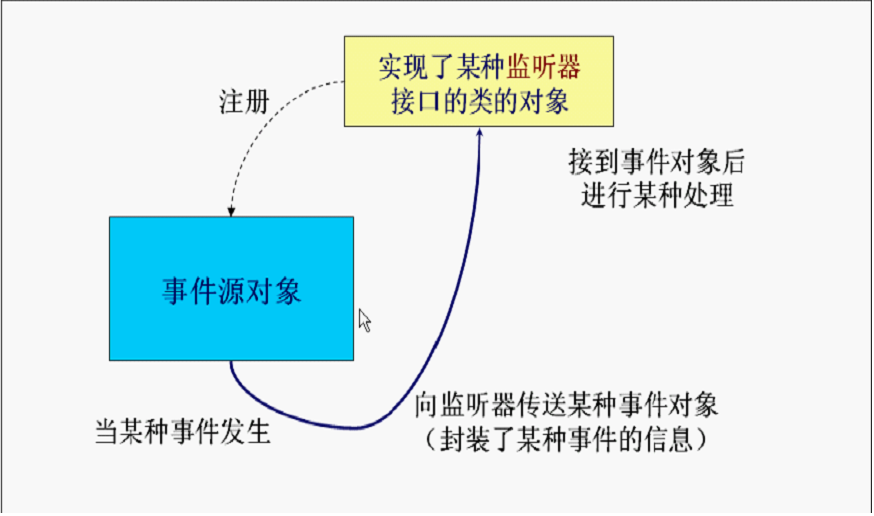 实现了某种监听器
接口的类的对象
注册
接到事件对象后
进行某种处理
事件源对象
向监听器传送某种事件对象
（封装了某种事件的信息）
当某种事件发生